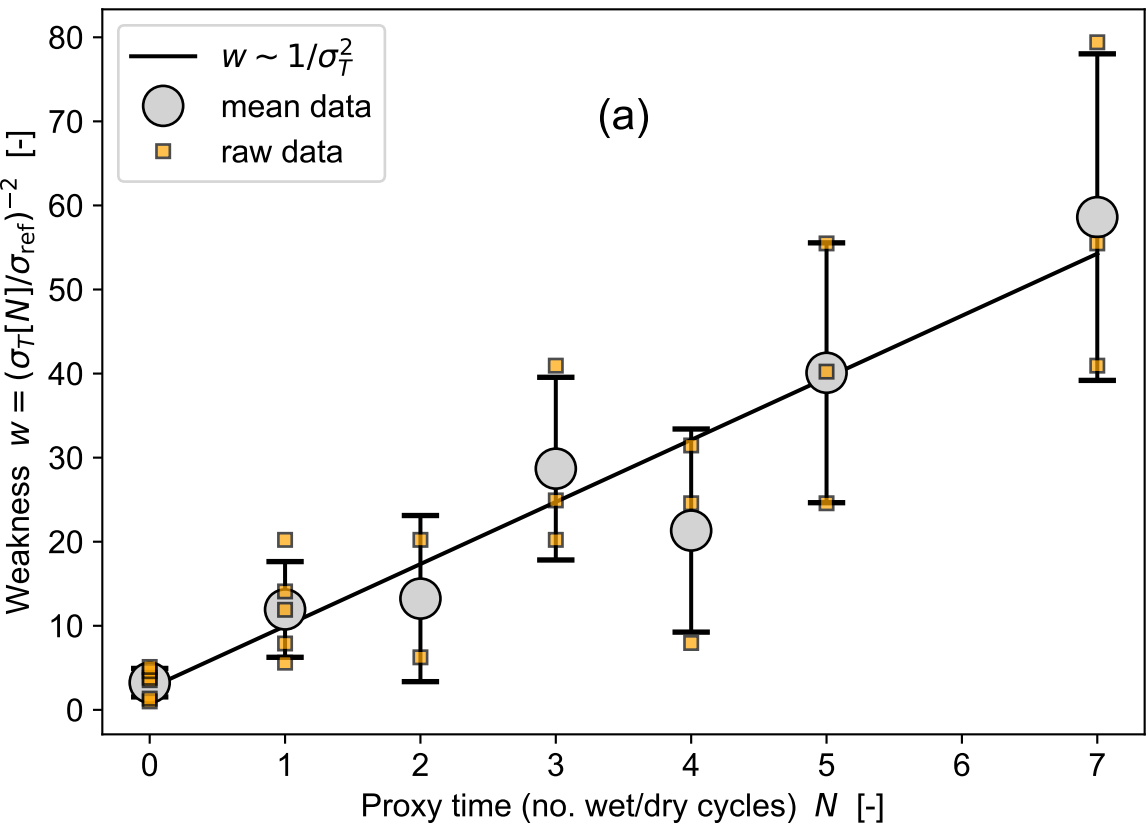 80
70
60
50
40
30
20
10
0
Weakness w = (σ_T[N]/σ_ref)^−2 [-]
w ~ 1/σ_T^2
mean data
raw data
(a)
0 1 2 3 4 5 6 7
Proxy time (no. wet/dry cycles) N [-]